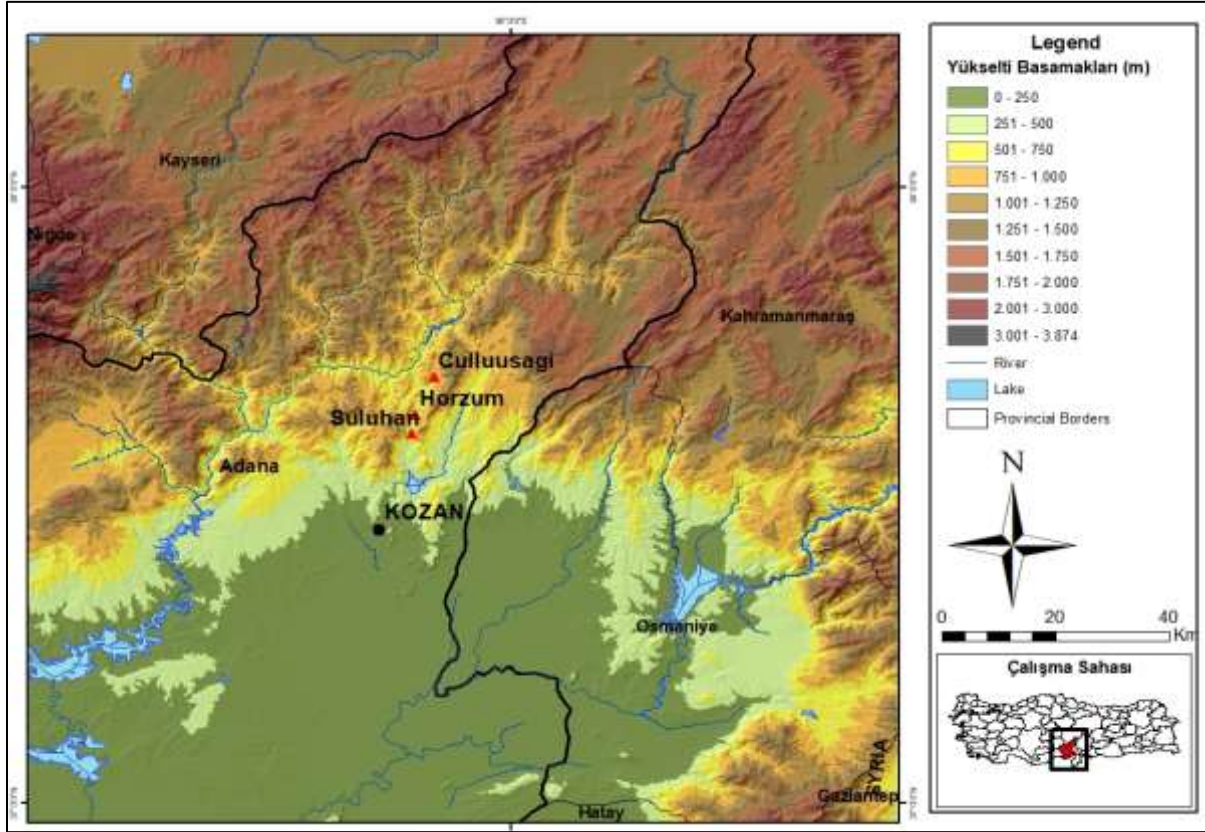 Kayseri
Niğde
Kahramanmaraş
Culluusagi
Horzum
Suluhan
Adana
KOZAN
Osmaniye
SYRIA
Gaziantep
Hatay
Legend
Yükselti Basamakları (m)
0 - 250
251 - 500
501 - 750
751 - 1.000
1.001 - 1.250
1.251 - 1.500
1.501 - 1.750
1.751 - 2.000
2.001 - 3.000
3.001 - 3.874
River
Lake
Provincial Borders
N
0 20 40
Km
Çalışma Sahası